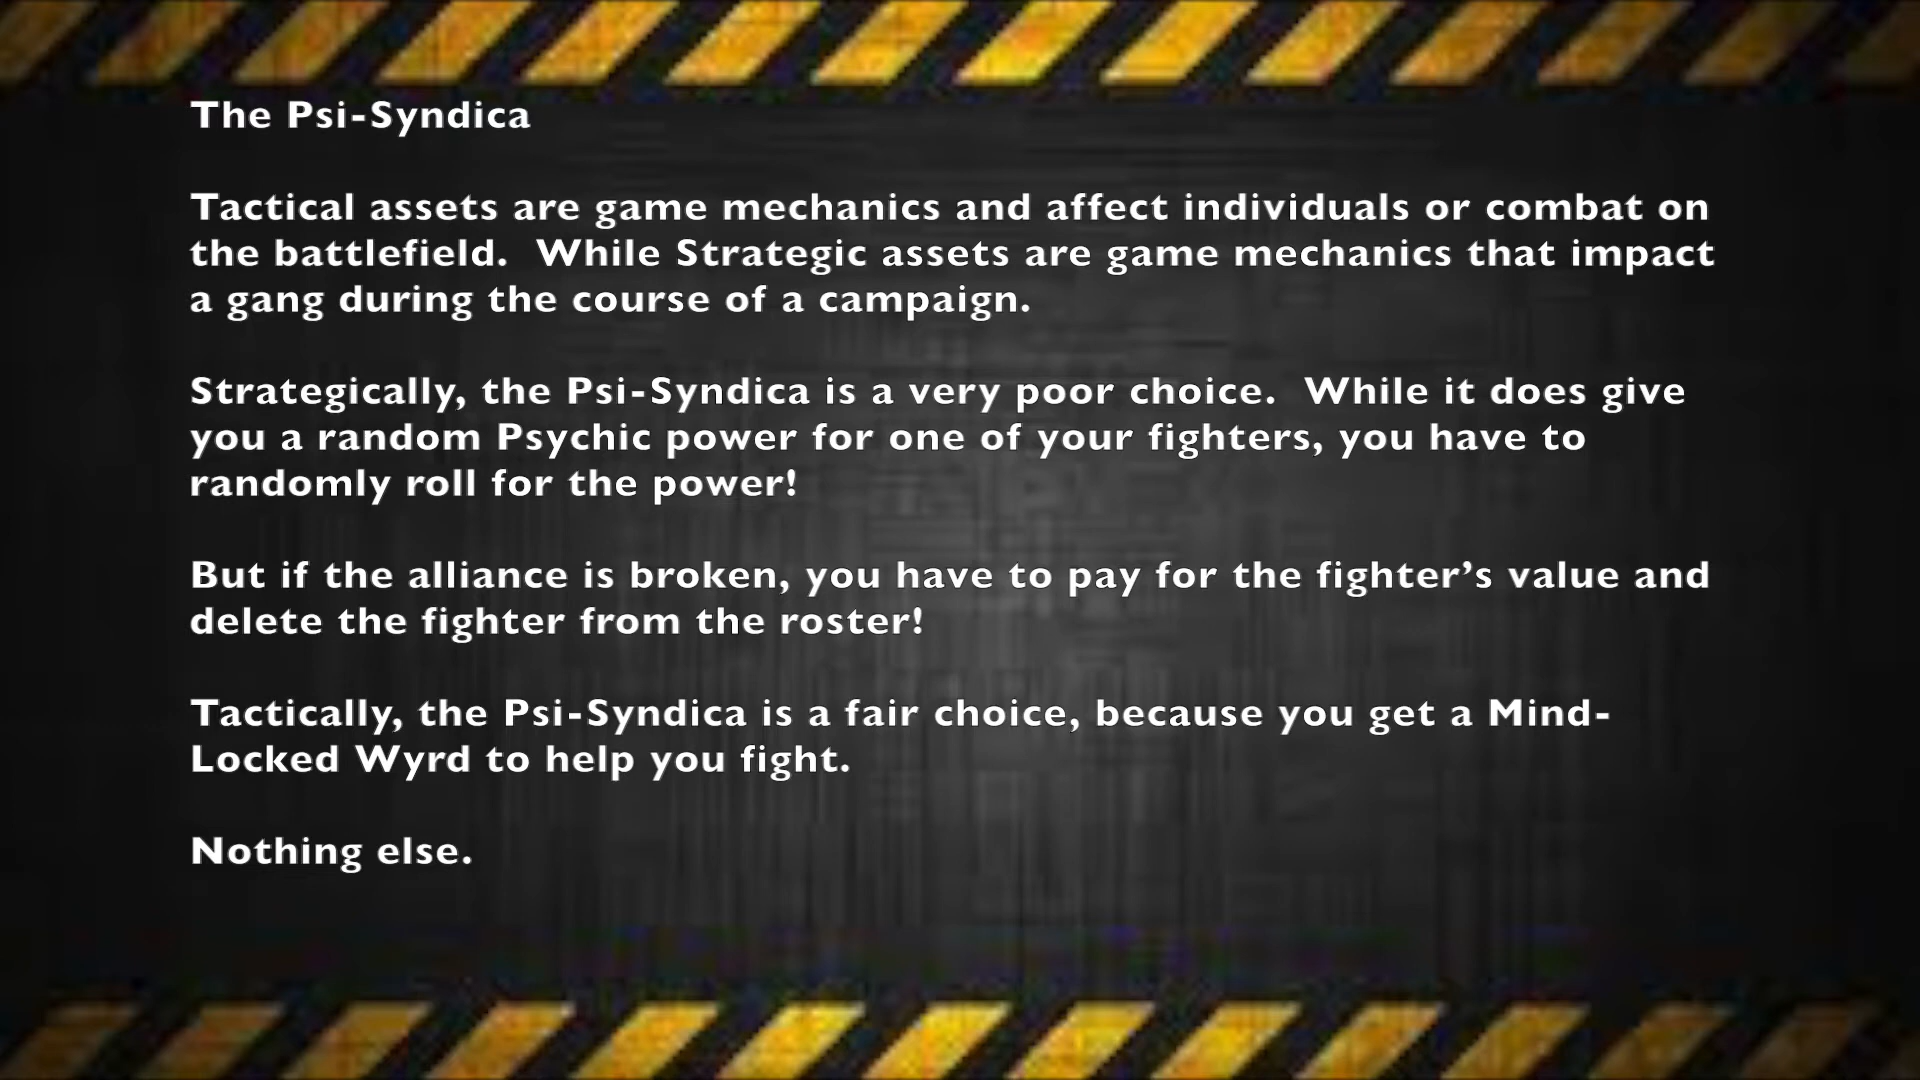 The Psi-Syndica
Tactical assets are game mechanics and affect individuals or combat on
the battlefield.  While Strategic assets are game mechanics that impact
a gang during the course of a campaign.
Strategically, the Psi-Syndica is a very poor choice.  While it does give
you a random Psychic power for one of your fighters, you have to
randomly roll for the power!
But if the alliance is broken, you have to pay for the fighter’s value and
delete the fighter from the roster!
Tactically, the Psi-Syndica is a fair choice, because you get a Mind-
Locked Wyrd to help you fight.
Nothing else.